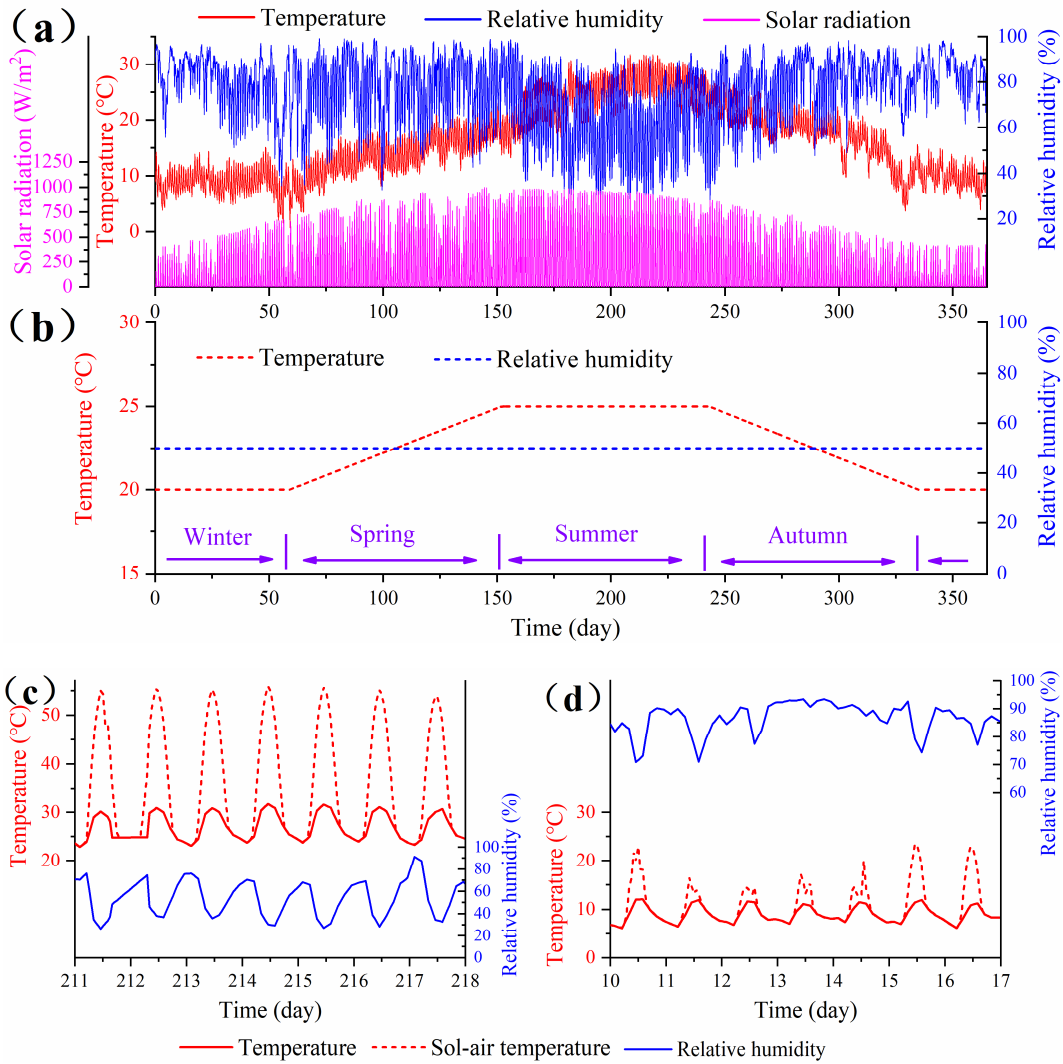 (a)
Temperature Relative humidity Solar radiation
Solar radiation (W/m²)
1250
1000
750
500
250
0
Temperature (°C)
30
20
10
0
Relative humidity (%)
100
80
60
40
20
0 50 100 150 200 250 300 350
(b)
Temperature Relative humidity
Temperature (°C)
30
25
20
15
Relative humidity (%)
100
80
60
40
20
0
Winter Spring Summer Autumn
0 50 100 150 200 250 300 350
Time (day)
(c)
Temperature (°C)
50
40
30
20
Relative humidity (%)
100
80
60
40
20
0
211 212 213 214 215 216 217 218
Time (day)
(d)
Relative humidity (%)
100
90
80
70
60
Temperature (°C)
30
20
10
0
10 11 12 13 14 15 16 17
Time (day)
Temperature Sol-air temperature Relative humidity